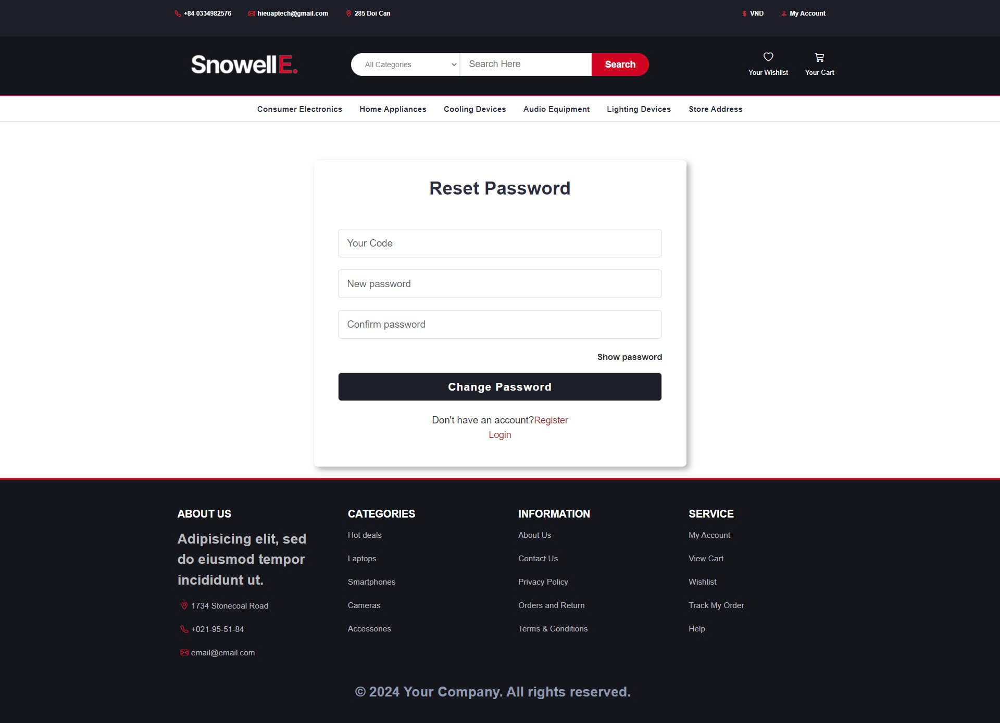 +84 0334982576 hieuaptech@gmail.com 285 Doi Can VND My Account
SnowellE. All Categories Search Here Search
Your Wishlist Your Cart
Consumer Electronics Home Appliances Cooling Devices Audio Equipment Lighting Devices Store Address
Reset Password
Your Code
New password
Confirm password
Show password
Change Password
Don't have an account?Register
Login
ABOUT US
Adipisicing elit, sed
do eiusmod tempor
incididunt ut.
1734 Stonecoal Road
+021-95-51-84
email@email.com
CATEGORIES
Hot deals
Laptops
Smartphones
Cameras
Accessories
INFORMATION
About Us
Contact Us
Privacy Policy
Orders and Return
Terms & Conditions
SERVICE
My Account
View Cart
Wishlist
Track My Order
Help
© 2024 Your Company. All rights reserved.